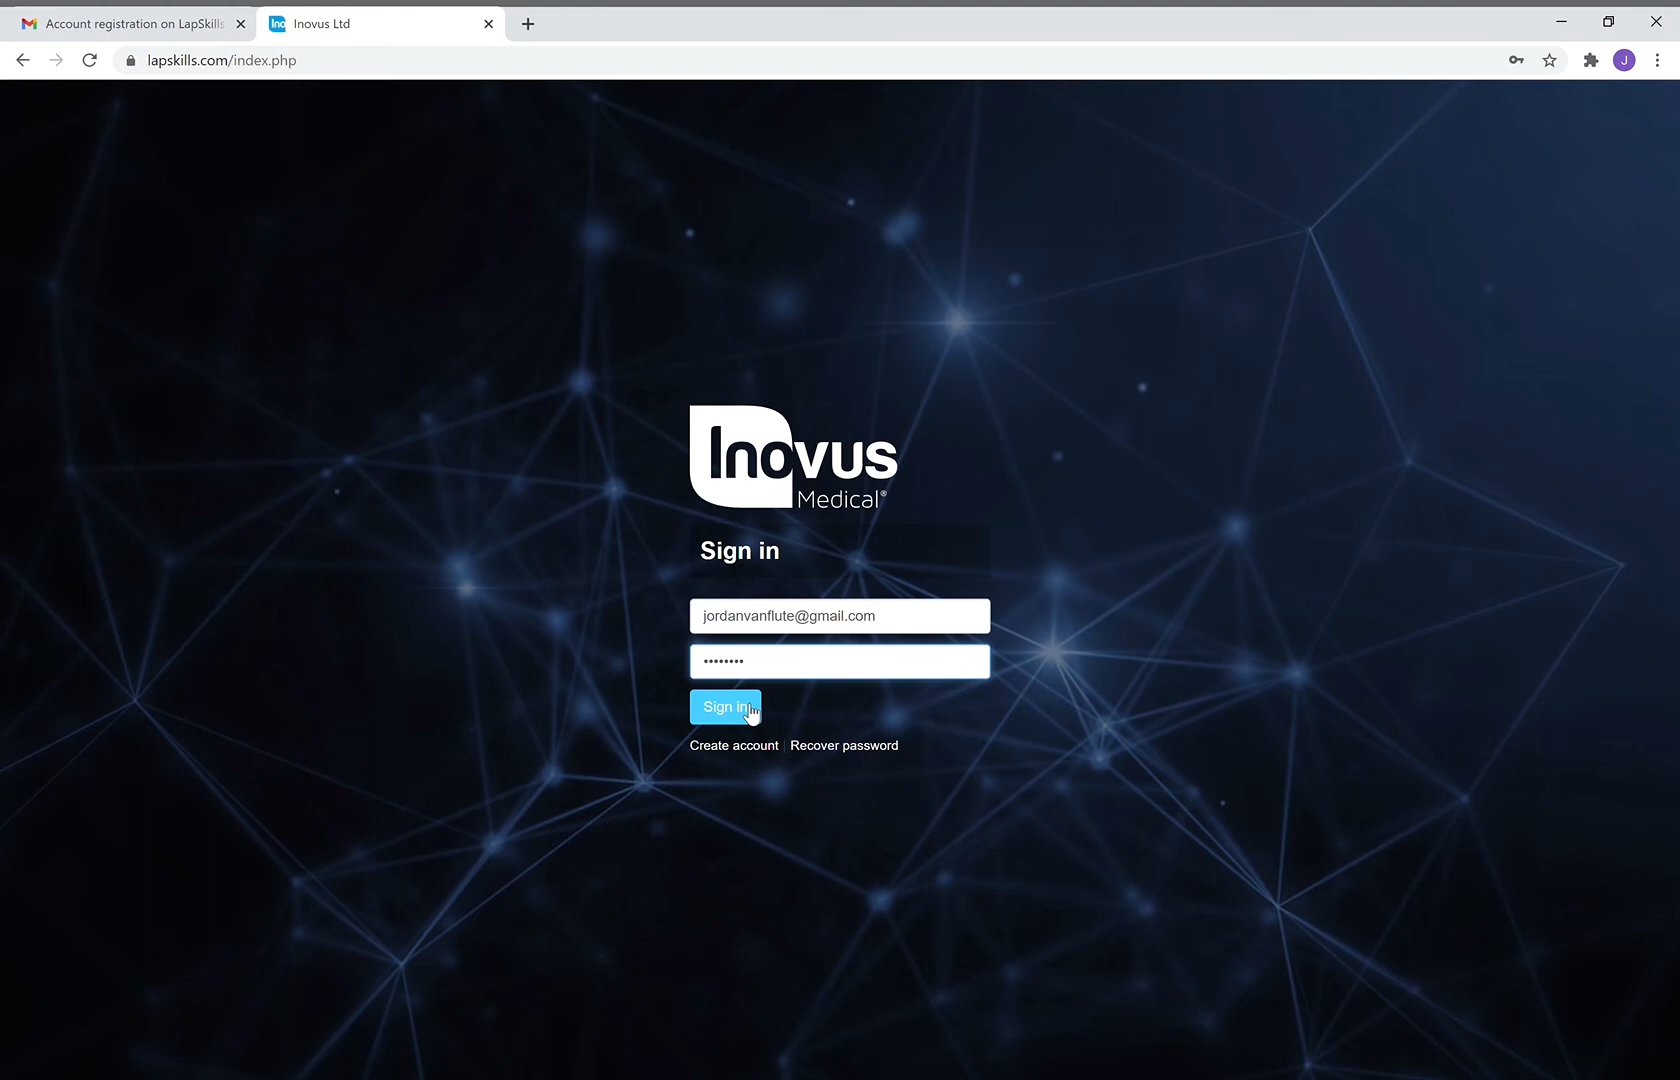 Account registration on LapSkills
Inovus Ltd
lapskills.com/index.php
J
Inovus
Medical®
Sign in
jordanvanflute@gmail.com
••••••••
Sign in
Create account | Recover password